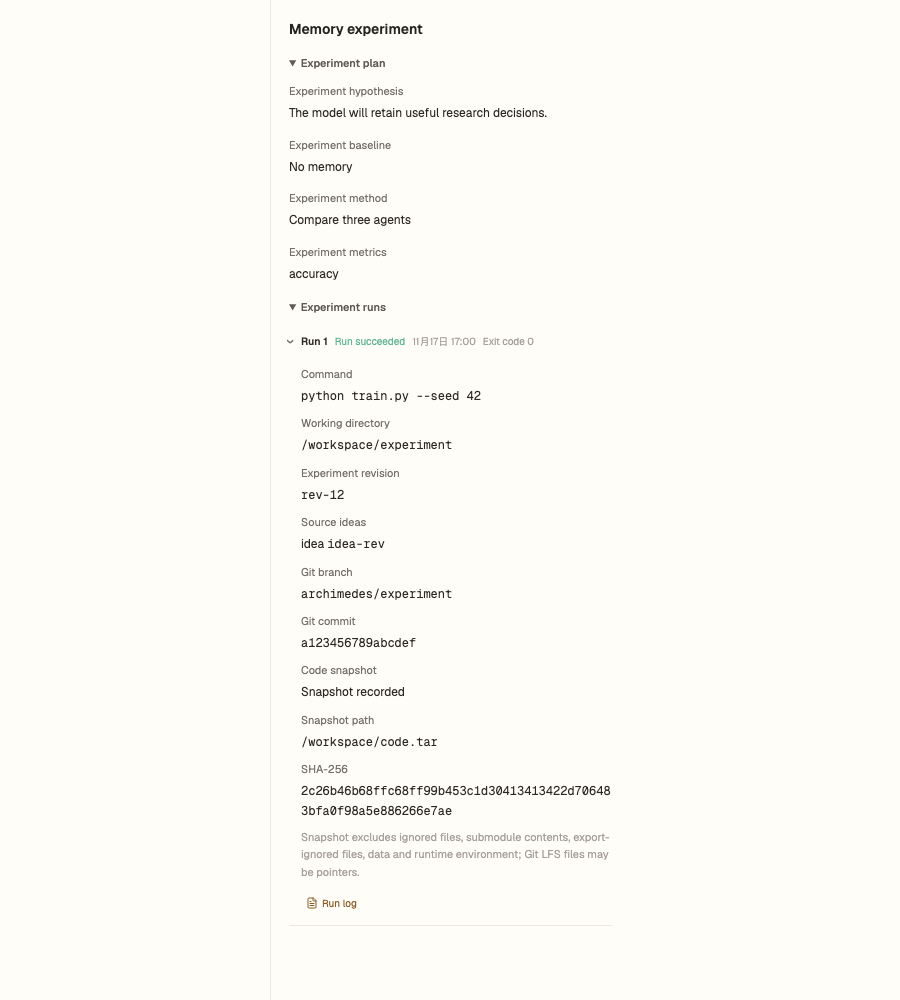 Memory experiment
Experiment plan
Experiment hypothesis
The model will retain useful research decisions.
Experiment baseline
No memory
Experiment method
Compare three agents
Experiment metrics
accuracy
Experiment runs
Run 1 Run succeeded 11月17日 17:00 Exit code 0
Command
python train.py --seed 42
Working directory
/workspace/experiment
Experiment revision
rev-12
Source ideas
idea idea-rev
Git branch
archimedes/experiment
Git commit
a123456789abcdef
Code snapshot
Snapshot recorded
Snapshot path
/workspace/code.tar
SHA-256
2c26b46b68ffc68ff99b453c1d30413413422d70648
3bfa0f98a5e886266e7ae
Snapshot excludes ignored files, submodule contents, export-
ignored files, data and runtime environment; Git LFS files may
be pointers.
Run log